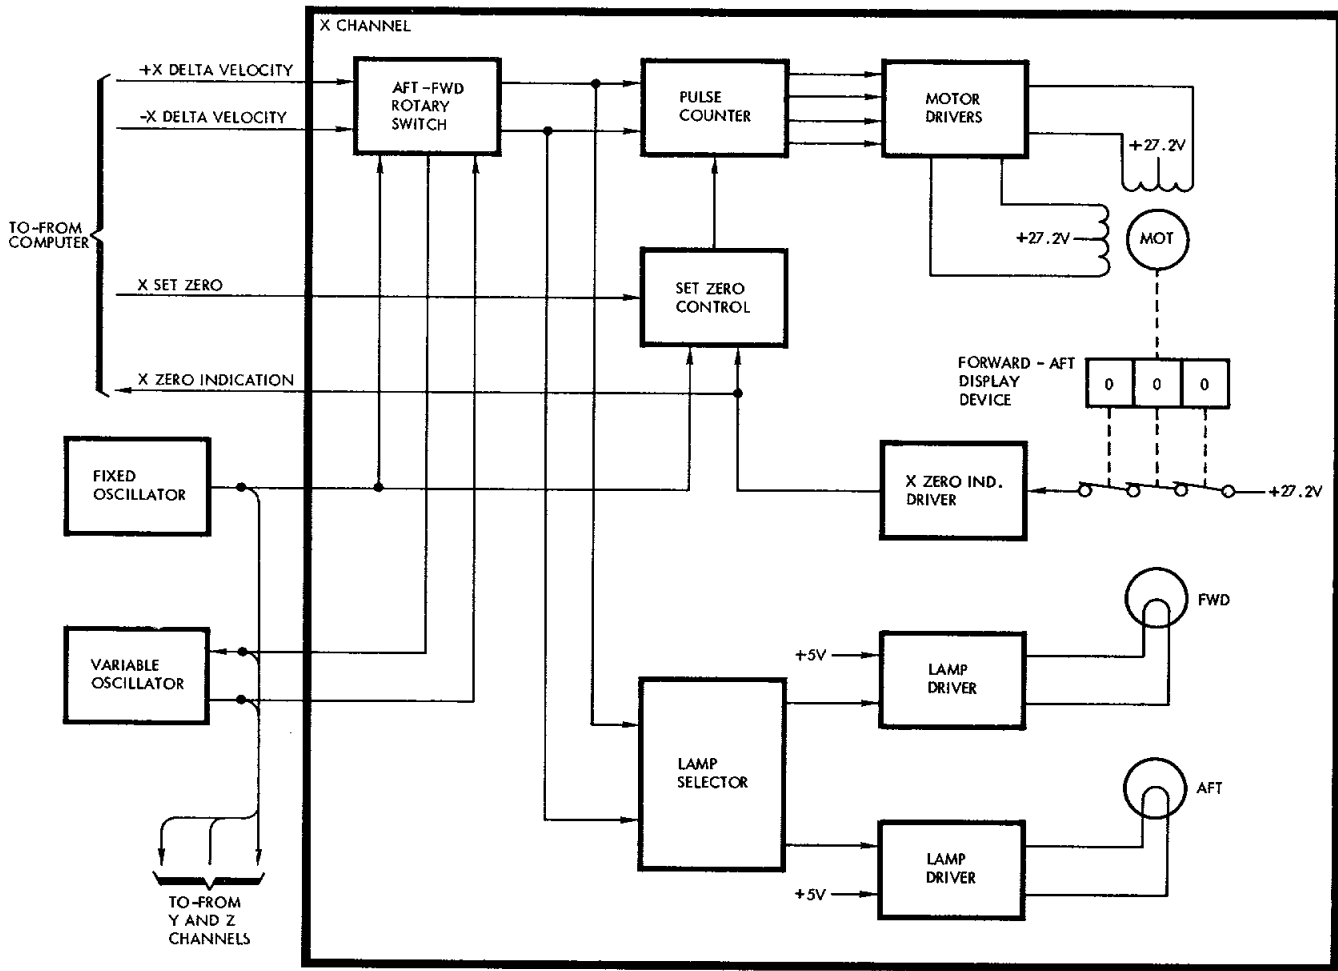 X CHANNEL
+X DELTA VELOCITY
-X DELTA VELOCITY
AFT-FWD
ROTARY
SWITCH
PULSE
COUNTER
MOTOR
DRIVERS
+27.2V
+27.2V
MOT
TO-FROM
COMPUTER
X SET ZERO
SET ZERO
CONTROL
X ZERO INDICATION
FORWARD - AFT
DISPLAY
DEVICE
0
0
0
FIXED
OSCILLATOR
X ZERO IND.
DRIVER
+27.2V
VARIABLE
OSCILLATOR
FWD
+5V
LAMP
DRIVER
LAMP
SELECTOR
AFT
LAMP
DRIVER
+5V
TO-FROM
Y AND Z
CHANNELS